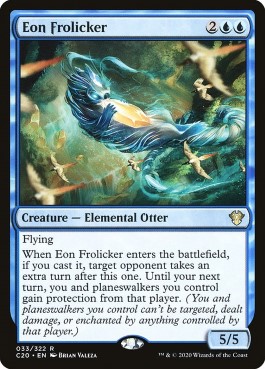 Eon Frolicker 2
Creature — Elemental Otter
Flying
When Eon Frolicker enters the battlefield,
if you cast it, target opponent takes an
extra turn after this one. Until your next
turn, you and planeswalkers you control
gain protection from that player. (You and
planeswalkers you control can't be targeted, dealt
damage, or enchanted by anything controlled by
that player.)
5/5
033/322 R
C20 • EN Brian Valeza
™ & © 2020 Wizards of the Coast